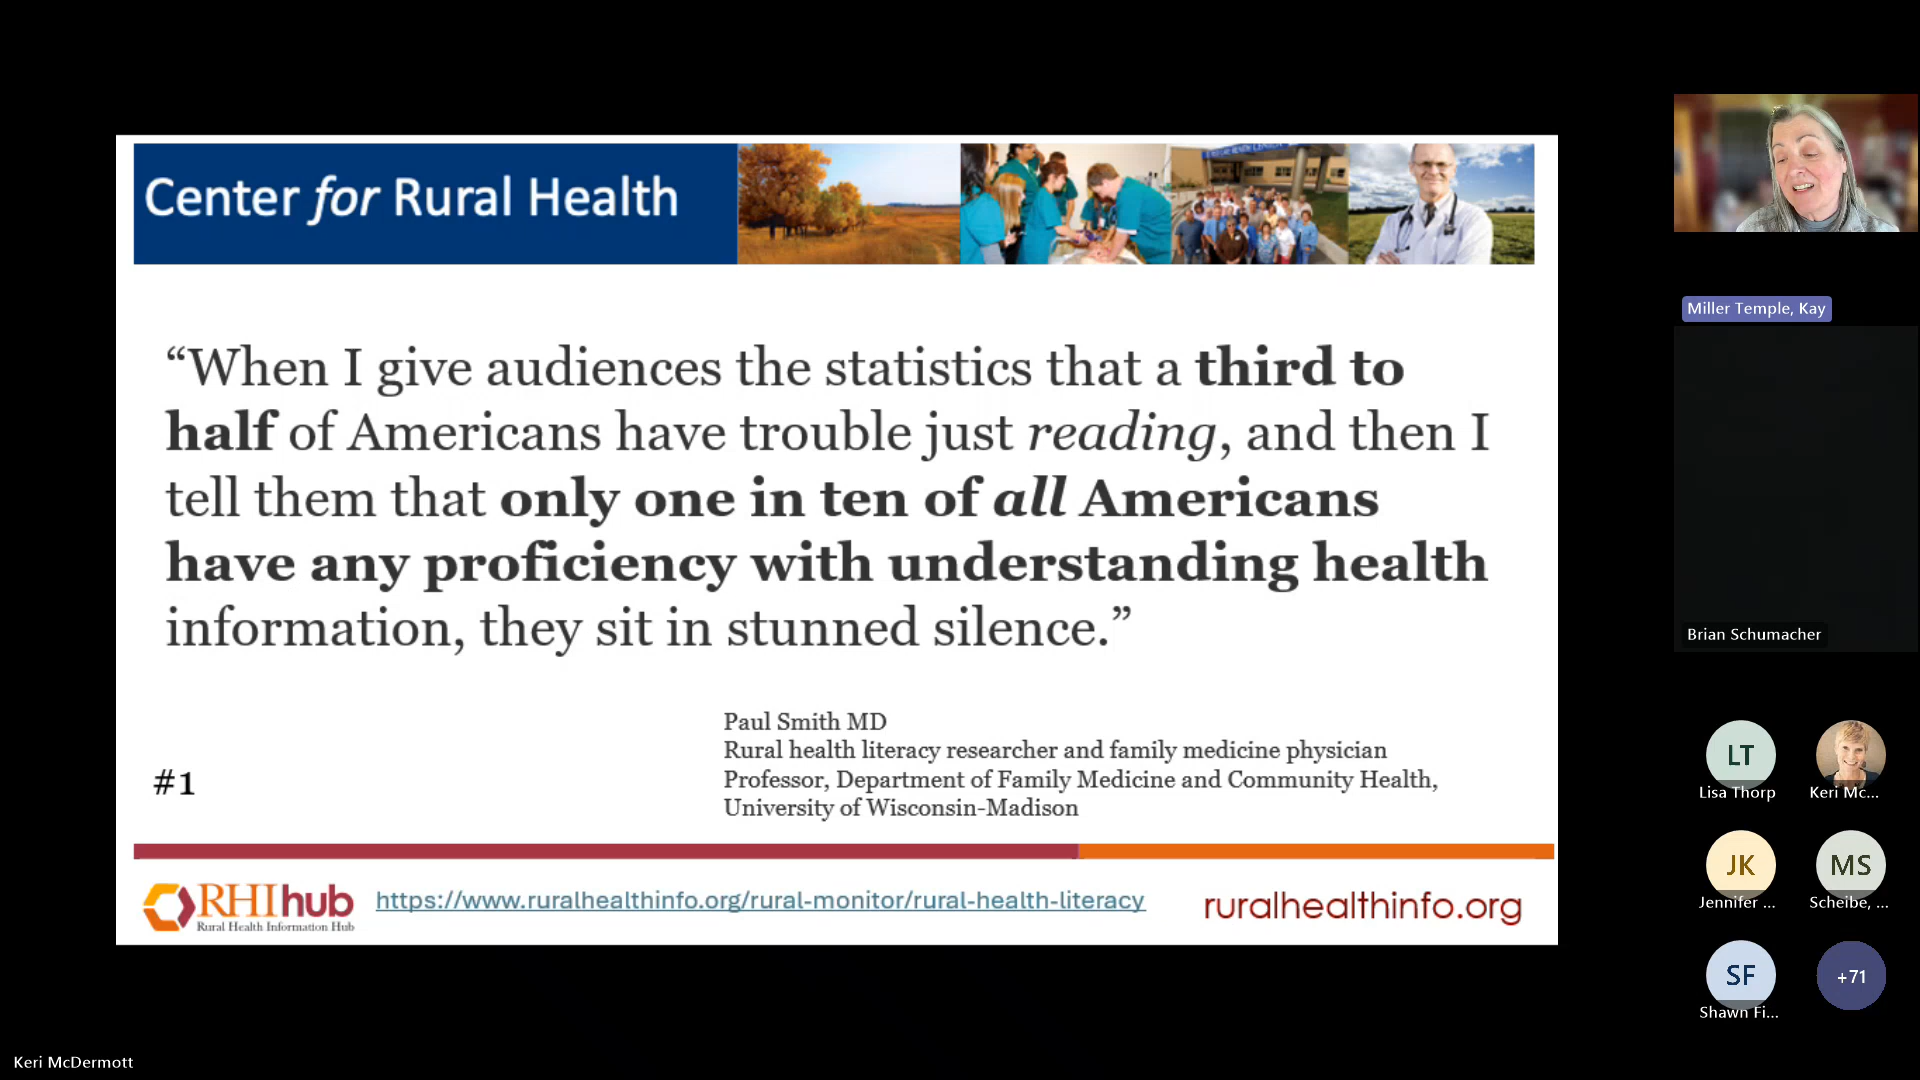 Center for Rural Health
“When I give audiences the statistics that a third to
half of Americans have trouble just reading, and then I
tell them that only one in ten of all Americans
have any proficiency with understanding health
information, they sit in stunned silence.”
Paul Smith MD
Rural health literacy researcher and family medicine physician
Professor, Department of Family Medicine and Community Health,
University of Wisconsin-Madison
#1
RHIhub
Rural Health Information Hub
https://www.ruralhealthinfo.org/rural-monitor/rural-health-literacy
ruralhealthinfo.org
Miller Temple, Kay
Brian Schumacher
LT
Lisa Thorp
Keri Mc...
JK
Jennifer ...
MS
Scheibe, ...
SF
Shawn Fi...
+71
Keri McDermott